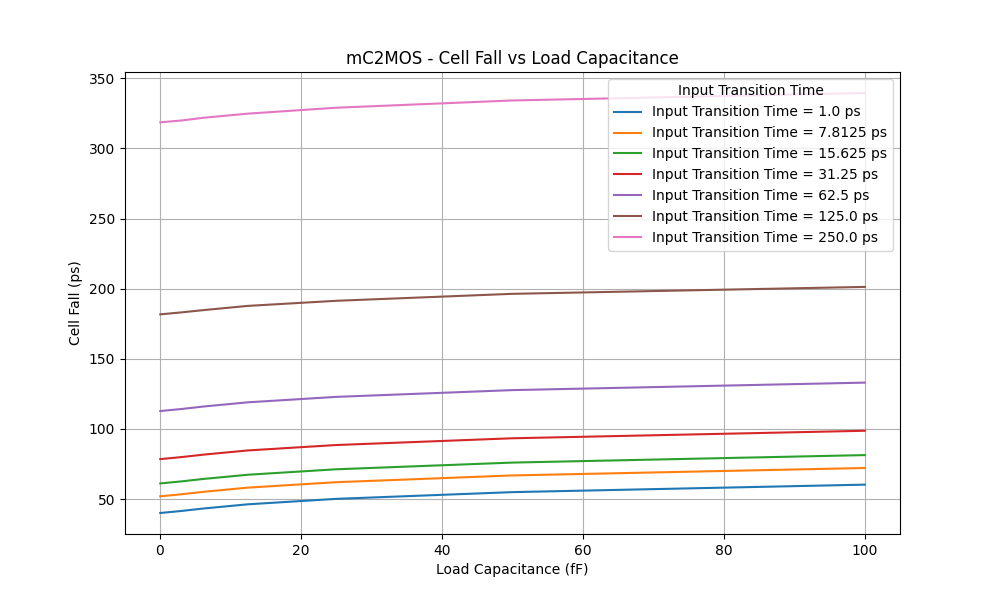 mC2MOS - Cell Fall vs Load Capacitance
350
300
250
200
150
100
50
Cell Fall (ps)
Input Transition Time
Input Transition Time = 1.0 ps
Input Transition Time = 7.8125 ps
Input Transition Time = 15.625 ps
Input Transition Time = 31.25 ps
Input Transition Time = 62.5 ps
Input Transition Time = 125.0 ps
Input Transition Time = 250.0 ps
0 20 40 60 80 100
Load Capacitance (fF)